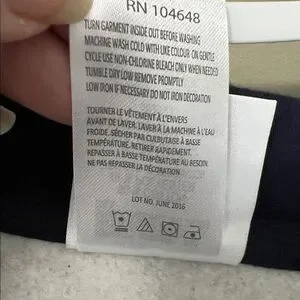 RN 104648
TURN GARMENT INSIDE OUT BEFORE WASHING
MACHINE WASH COLD WITH LIKE COLOUR ON GENTLE
CYCLE USE NON-CHLORINE BLEACH ONLY WHEN NEEDED
TUMBLE DRY LOW REMOVE PROMPTLY
LOW IRON IF NECESSARY DO NOT IRON DECORATION
TOURNER LE VÊTEMENT À L'ENVERS
AVANT DE LAVER. LAVER À LA MACHINE À L'EAU
FROID. SÉCHER PAR CULBUTAGE À BASSE
TEMPÉRATURE. RETIRER RAPIDEMENT.
REPASSER À BASSE TEMPÉRATURE AU BESOIN.
NE PAS REPASSER LA DÉCORATION
LOT NO. JUNE 2016